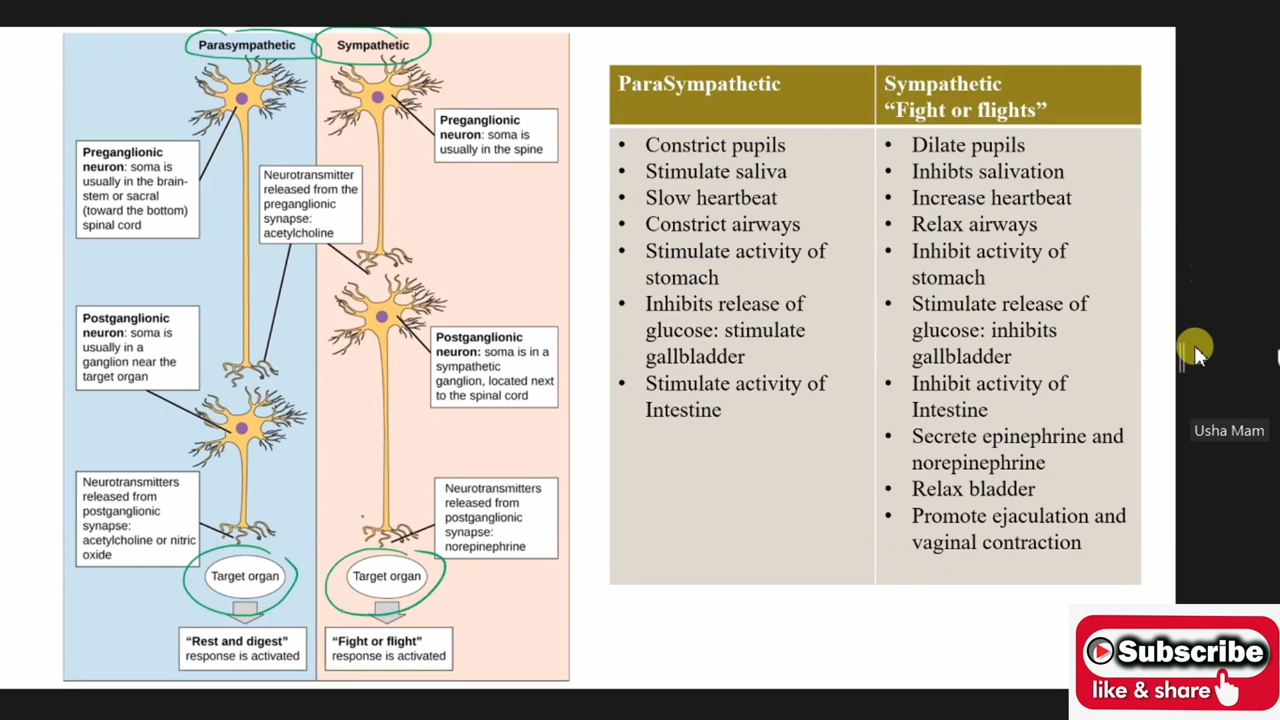 Parasympathetic
Sympathetic
Preganglionic
neuron: soma is
usually in the spine
Preganglionic
neuron: soma is
usually in the brain-
stem or sacral
(toward the bottom)
spinal cord
Neurotransmitter
released from the
preganglionic
synapse:
acetylcholine
Postganglionic
neuron: soma is
usually in a
ganglion near the
target organ
Postganglionic
neuron: soma is in a
sympathetic
ganglion, located next
to the spinal cord
Neurotransmitters
released from
postganglionic
synapse:
acetylcholine or nitric
oxide
Neurotransmitters
released from
postganglionic
synapse:
norepinephrine
Target organ
Target organ
“Rest and digest”
response is activated
“Fight or flight”
response is activated
ParaSympathetic
Sympathetic
“Fight or flights”
• Constrict pupils
• Stimulate saliva
• Slow heartbeat
• Constrict airways
• Stimulate activity of
stomach
• Inhibits release of
glucose: stimulate
gallbladder
• Stimulate activity of
Intestine
• Dilate pupils
• Inhibts salivation
• Increase heartbeat
• Relax airways
• Inhibit activity of
stomach
• Stimulate release of
glucose: inhibits
gallbladder
• Inhibit activity of
Intestine
• Secrete epinephrine and
norepinephrine
• Relax bladder
• Promote ejaculation and
vaginal contraction
Usha Mam
Subscribe
like & share